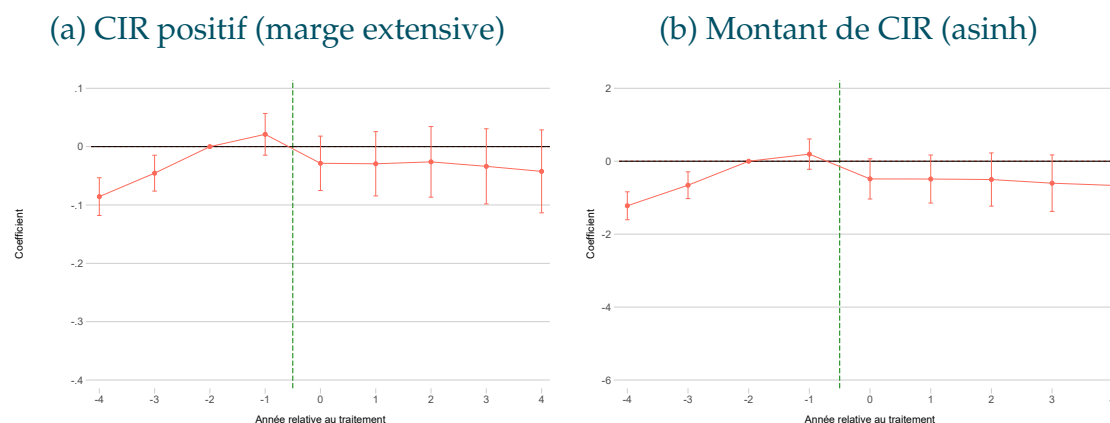 (a) CIR positif (marge extensive)
(b) Montant de CIR (asinh)
.1
0
-.1
-.2
-.3
-.4
Coefficient
-4 -3 -2 -1 0 1 2 3 4
Année relative au traitement
2
0
-2
-4
-6
Coefficient
-4 -3 -2 -1 0 1 2 3
Année relative au traitement